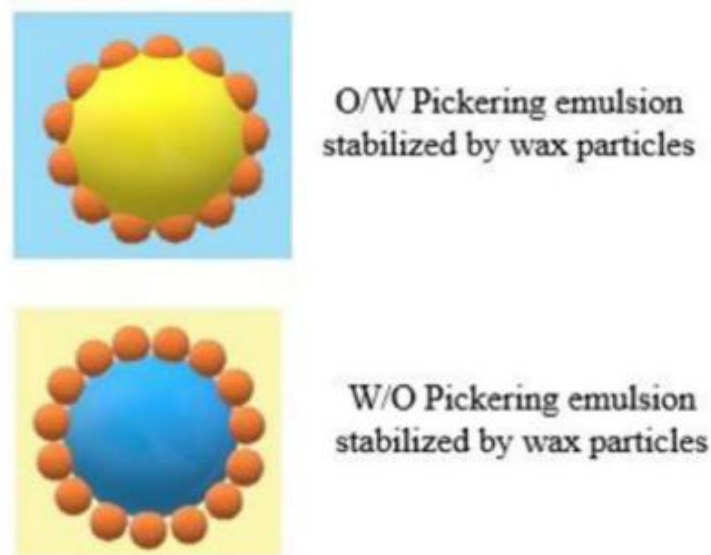 O/W Pickering emulsion
stabilized by wax particles
W/O Pickering emulsion
stabilized by wax particles